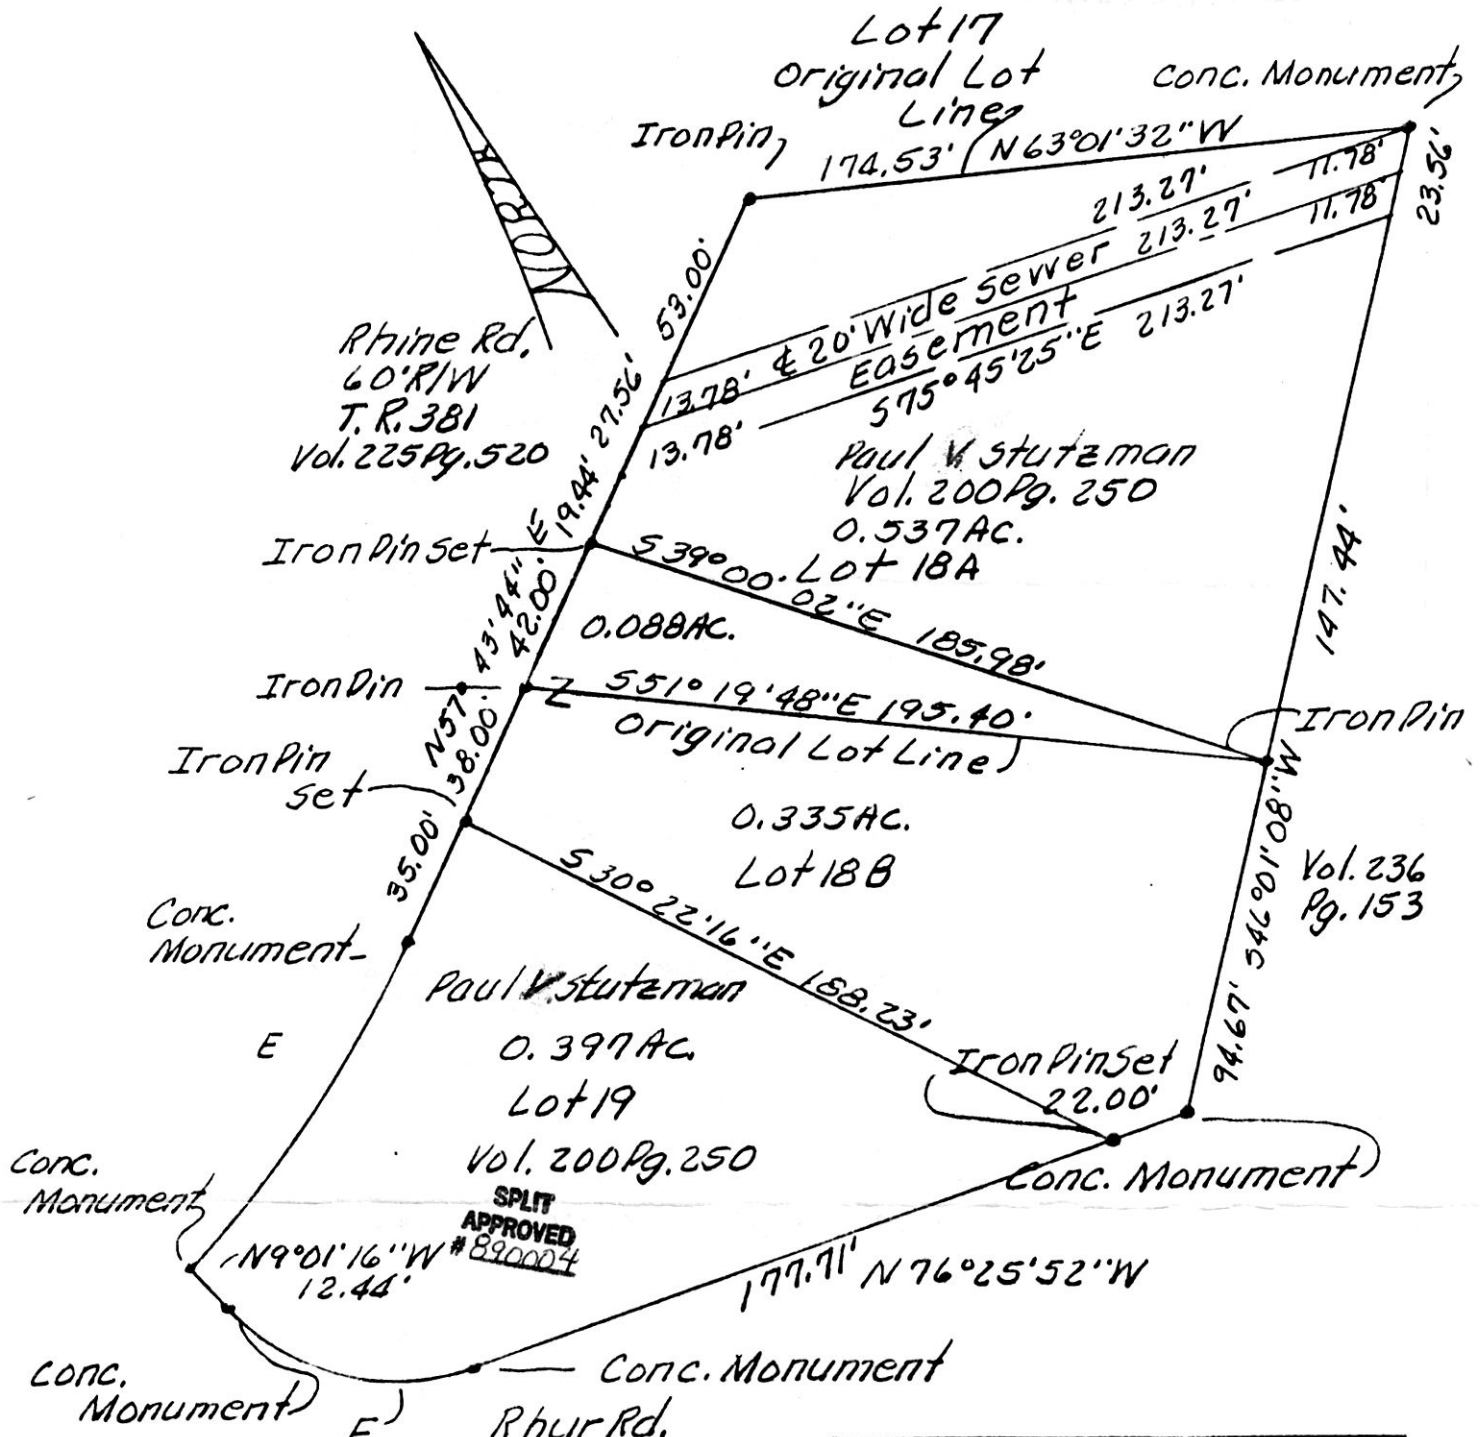 Lot 17
Original Lot
Line
Conc. Monument
Iron Pin
174.53'
N63°01'32"W
23.56'
11.78'
213.27'
11.78'
213.27'
NORTH
53.00'
℄ 20' Wide Sewer
Easement
S75°45'25"E 213.27'
Rhine Rd.
60' R/W
T.R. 381
Vol. 225 Pg. 520
27.56'
13.78'
13.78'
Paul V Stutzman
Vol. 200 Pg. 250
0.537 AC.
Lot 18A
19.44'
Iron Pin Set
S39°00'02"E 185.98'
147.44'
N57°43'44"E
42.00'
0.088 AC.
Iron Pin
Z
S51°19'48"E 195.40'
Original Lot Line
Iron Pin
138.00'
Iron Pin
Set
0.335 AC.
Lot 18B
S46°01'08"W
94.67'
Vol. 236
Pg. 153
35.00'
S30°22'16"E 188.23'
Conc.
Monument
Paul V. Stutzman
0.397 AC.
Lot 19
Vol. 200 Pg. 250
E
Iron Pin Set
22.00'
Conc. Monument
Conc.
Monument
SPLIT
APPROVED
# 890004
N9°01'16"W
12.44'
177.71' N76°25'52"W
Conc.
Monument
Conc. Monument
Rhur Rd.